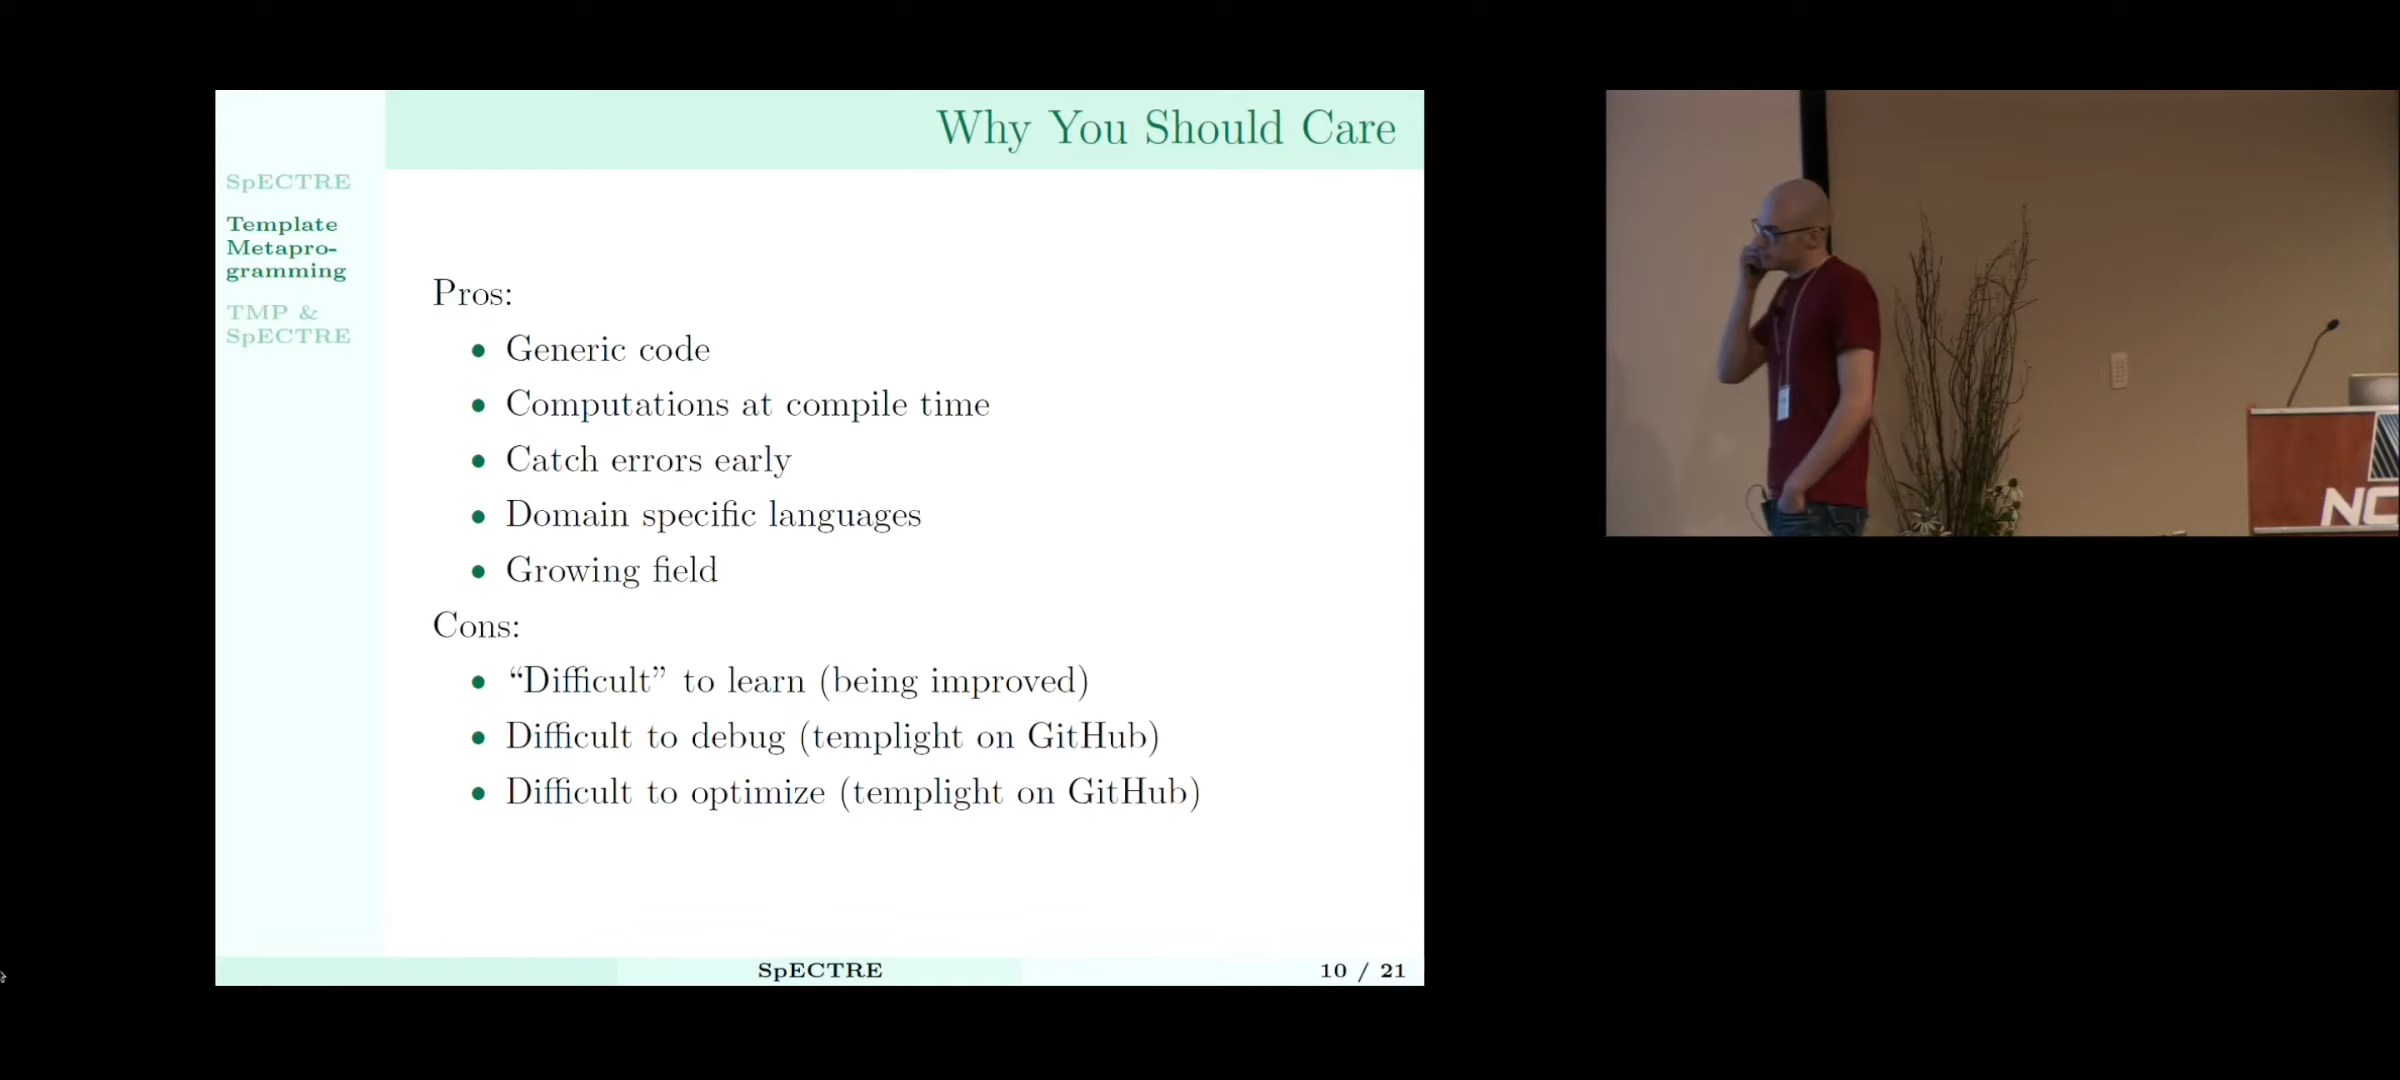 Why You Should Care
SpECTRE
Template
Metapro-
gramming
TMP &
SpECTRE
Pros:
• Generic code
• Computations at compile time
• Catch errors early
• Domain specific languages
• Growing field
Cons:
• “Difficult” to learn (being improved)
• Difficult to debug (templight on GitHub)
• Difficult to optimize (templight on GitHub)
SpECTRE
10 / 21
NC